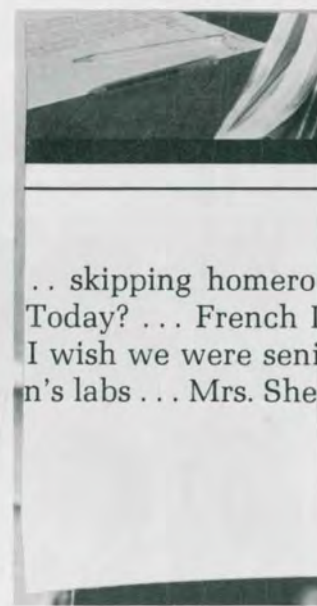 .. skipping homero
Today? ... French
I wish we were seni
n's labs ... Mrs. She